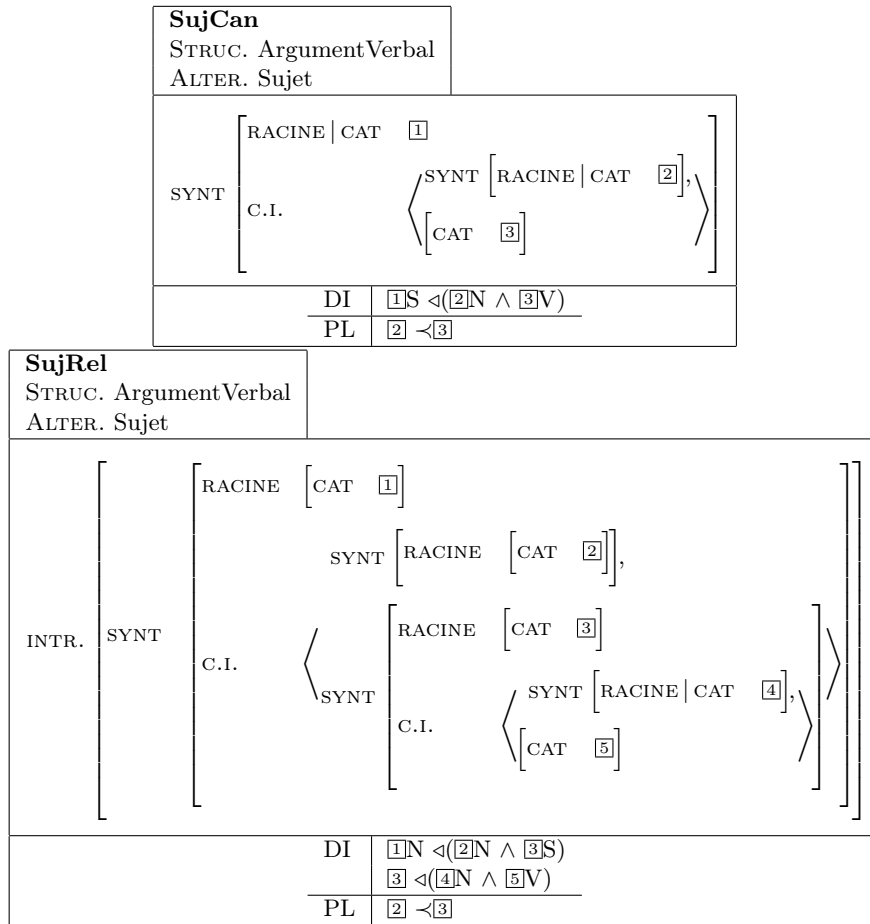 SujCan
STRUC. ArgumentVerbal
ALTER. Sujet
RACINE | CAT 1
SYNT [RACINE | CAT 2],
SYNT
C.I.
[CAT 3]
DI 1S ◁(2N ∧ 3V)
PL 2 ≺3
SujRel
STRUC. ArgumentVerbal
ALTER. Sujet
RACINE [CAT 1]
SYNT [RACINE [CAT 2]],
RACINE [CAT 3]
INTR. SYNT
C.I.
SYNT
SYNT [RACINE | CAT 4],
C.I.
[CAT 5]
DI 1N ◁(2N ∧ 3S)
3 ◁(4N ∧ 5V)
PL 2 ≺3